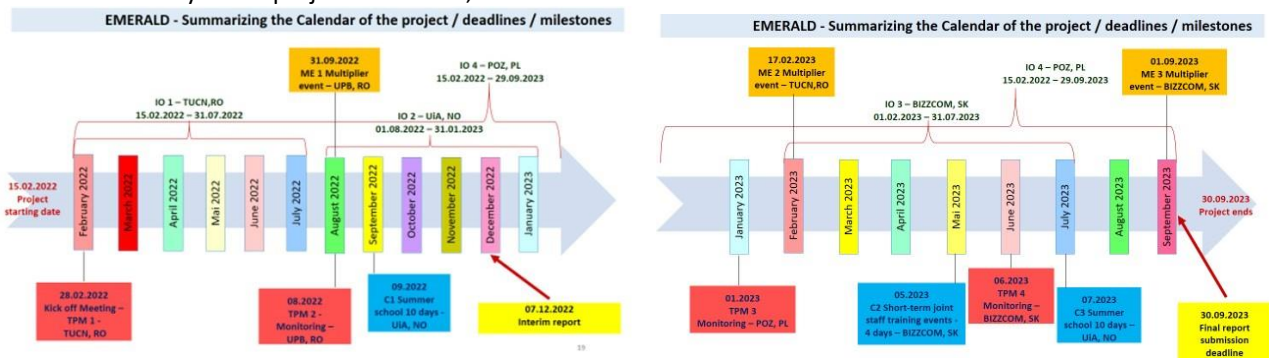 EMERALD - Summarizing the Calendar of the project / deadlines / milestones
31.09.2022
ME 1 Multiplier
event – UPB, RO
IO 4 – POZ, PL
15.02.2022 – 29.09.2023
IO 1 – TUCN,RO
15.02.2022 – 31.07.2022
IO 2 – UiA, NO
01.08.2022 – 31.01.2023
15.02.2022
Project
starting date
February 2022
March 2022
April 2022
Mai 2022
June 2022
July 2022
August 2022
September 2022
October 2022
November 2022
December 2022
January 2023
28.02.2022
Kick off Meeting –
TPM 1 -
TUCN, RO
08.2022
TPM 2 -
Monitoring –
UPB, RO
09.2022
C1 Summer
school 10 days –
UiA, NO
07.12.2022
Interim report
19
EMERALD - Summarizing the Calendar of the project / deadlines / milestones
17.02.2023
ME 2 Multiplier
event – TUCN,RO
IO 4 – POZ, PL
15.02.2022 – 29.09.2023
01.09.2023
ME 3 Multiplier
event – BIZZCOM, SK
IO 3 – BIZZCOM, SK
01.02.2023 – 31.07.2023
January 2023
February 2023
March 2023
April 2023
Mai 2023
June 2023
July 2023
August 2023
September 2023
30.09.2023
Project ends
01.2023
TPM 3
Monitoring – POZ, PL
05.2023
C2 Short-term joint
staff training events -
4 days – BIZZCOM, SK
06.2023
TPM 4
Monitoring –
BIZZCOM, SK
07.2023
C3 Summer
school 10 days –
UiA, NO
30.09.2023
Final report
submission
deadline